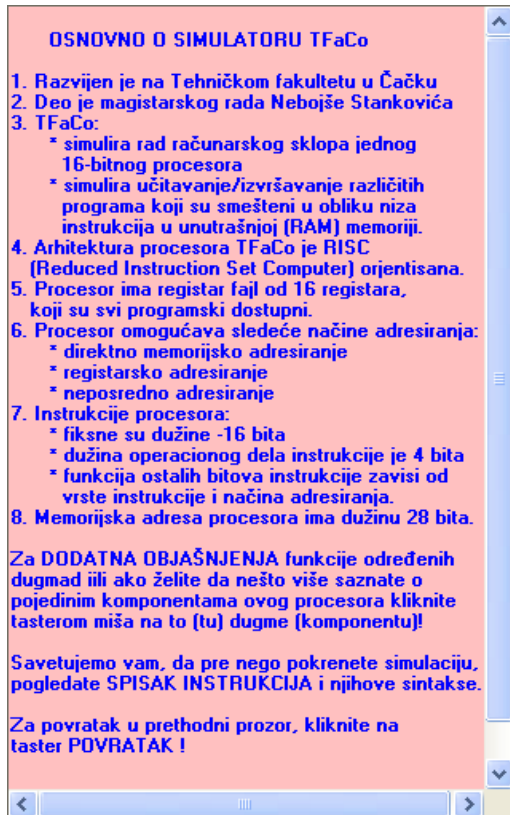 OSNOVNO O SIMULATORU TFaCo
1. Razvijen je na Tehničkom fakultetu u Čačku
2. Deo je magistarskog rada Nebojše Stankovića
3. TFaCo:
* simulira rad računarskog sklopa jednog
16-bitnog procesora
* simulira učitavanje/izvršavanje različitih
programa koji su smešteni u obliku niza
instrukcija u unutrašnjoj (RAM) memoriji.
4. Arhitektura procesora TFaCo je RISC
(Reduced Instruction Set Computer) orjentisana.
5. Procesor ima registar fajl od 16 registara,
koji su svi programski dostupni.
6. Procesor omogućava sledeće načine adresiranja:
* direktno memorijsko adresiranje
* registarsko adresiranje
* neposredno adresiranje
7. Instrukcije procesora:
* fiksne su dužine -16 bita
* dužina operacionog dela instrukcije je 4 bita
* funkcija ostalih bitova instrukcije zavisi od
vrste instrukcije i načina adresiranja.
8. Memorijska adresa procesora ima dužinu 28 bita.
Za DODATNA OBJAŠNJENJA funkcije određenih
dugmad iili ako želite da nešto više saznate o
pojedinim komponentama ovog procesora kliknite
tasterom miša na to (tu) dugme (komponentu)!
Savetujemo vam, da pre nego pokrenete simulaciju,
pogledate SPISAK INSTRUKCIJA i njihove sintakse.
Za povratak u prethodni prozor, kliknite na
taster POVRATAK !